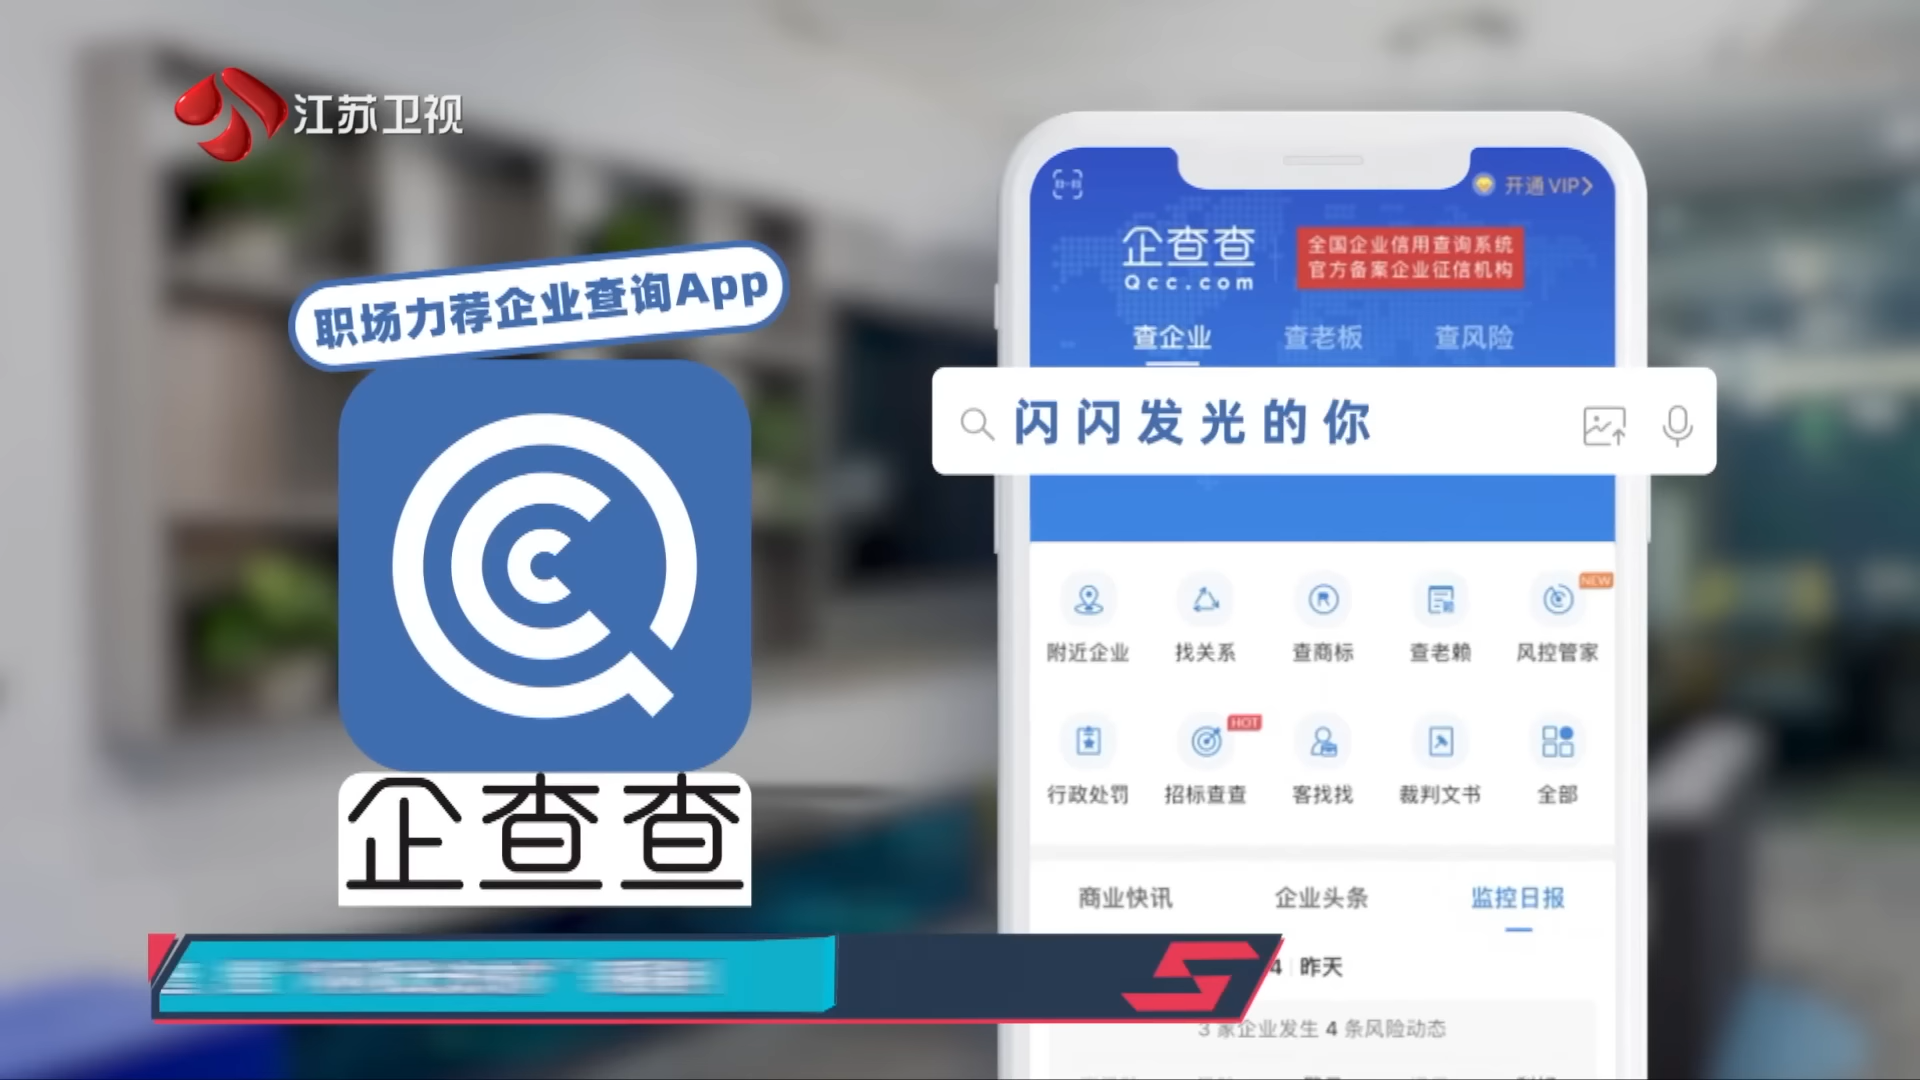 江苏卫视
职场力荐企业查询App
企查查
开通 VIP
企查查
Qcc.com
全国企业信用查询系统
官方备案企业征信机构
查企业 查老板 查风险
闪闪发光的你
NEW
附近企业 找关系 查商标 查老赖 风控管家
HOT
行政处罚 招标查查 客找找 裁判文书 全部
商业快讯 企业头条 监控日报
4 昨天
3 家企业发生 4 条风险动态